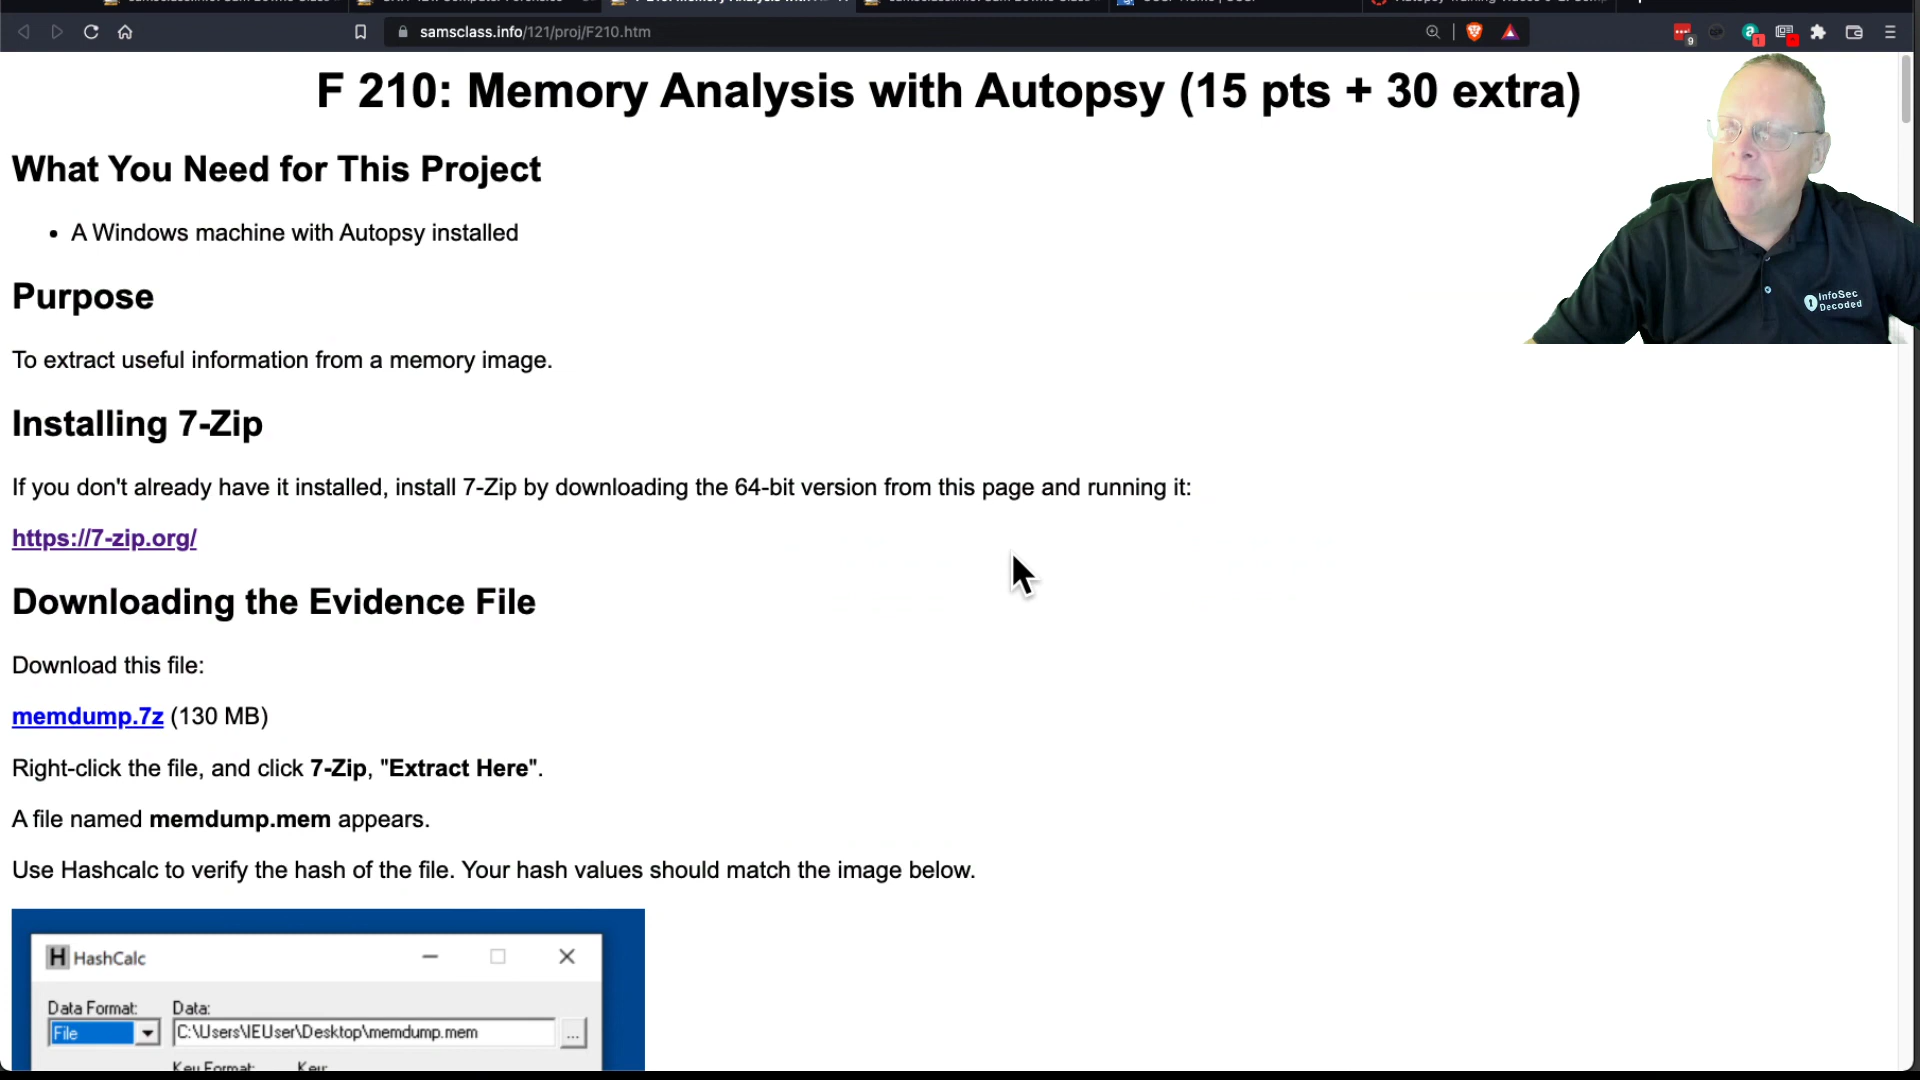 samsclass.info/121/proj/F210.htm
9
1
F 210: Memory Analysis with Autopsy (15 pts + 30 extra)
What You Need for This Project
• A Windows machine with Autopsy installed
InfoSec
Decoded
Purpose
To extract useful information from a memory image.
Installing 7-Zip
If you don't already have it installed, install 7-Zip by downloading the 64-bit version from this page and running it:
https://7-zip.org/
Downloading the Evidence File
Download this file:
memdump.7z (130 MB)
Right-click the file, and click 7-Zip, "Extract Here".
A file named memdump.mem appears.
Use Hashcalc to verify the hash of the file. Your hash values should match the image below.
H HashCalc
Data Format: Data:
File C:\Users\IEUser\Desktop\memdump.mem ...
Key Format: Key: